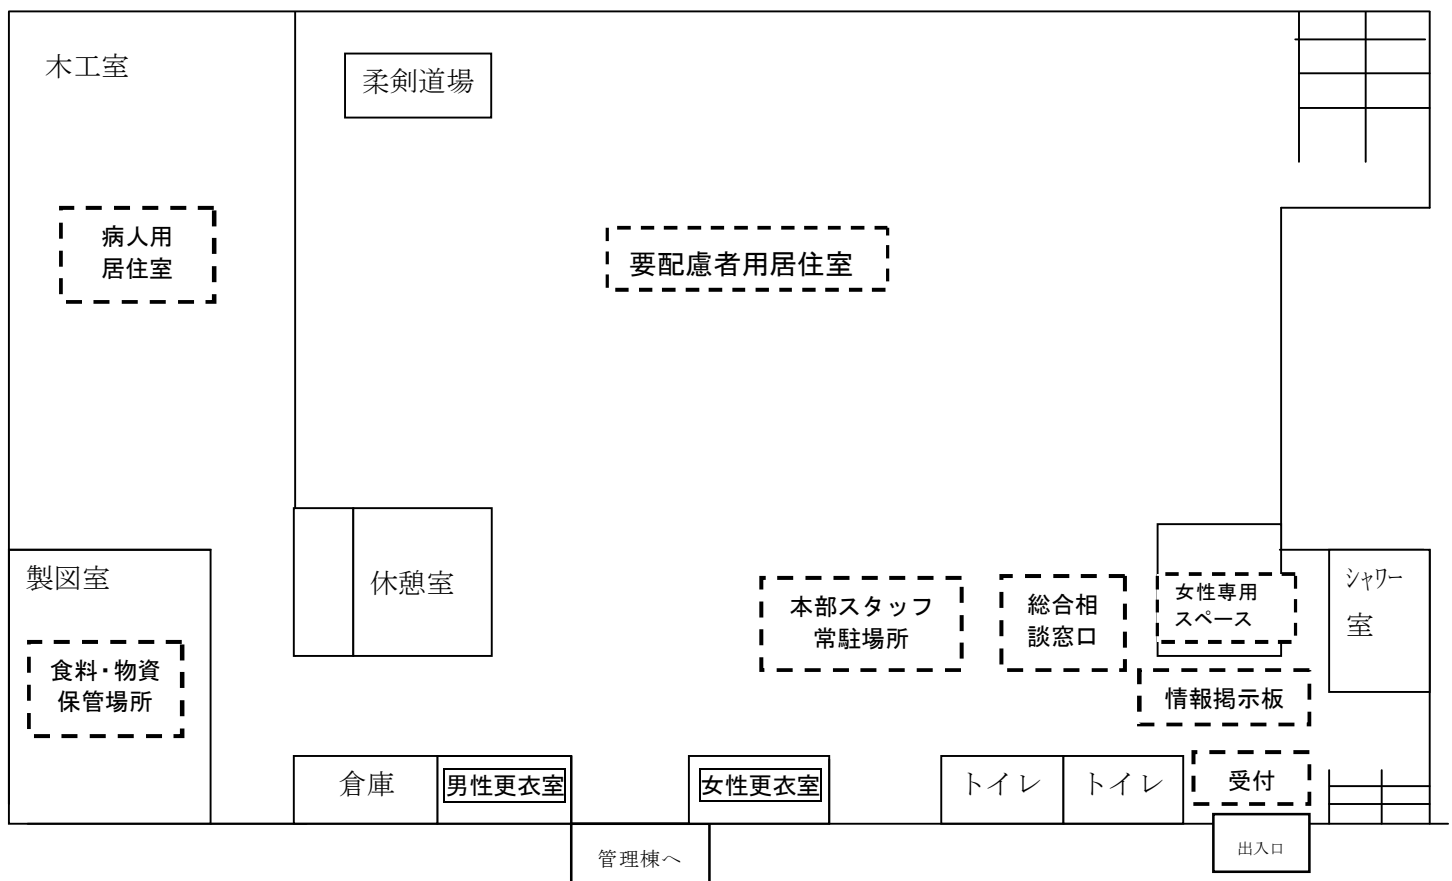 木工室
柔剣道場
病人用
居住室
要配慮者用居住室
製図室
休憩室
食料・物資
保管場所
本部スタッフ
常駐場所
総合相
談窓口
女性専用
スペース
シャワー
室
情報掲示板
倉庫
男性更衣室
女性更衣室
トイレ
トイレ
受付
管理棟へ
出入口